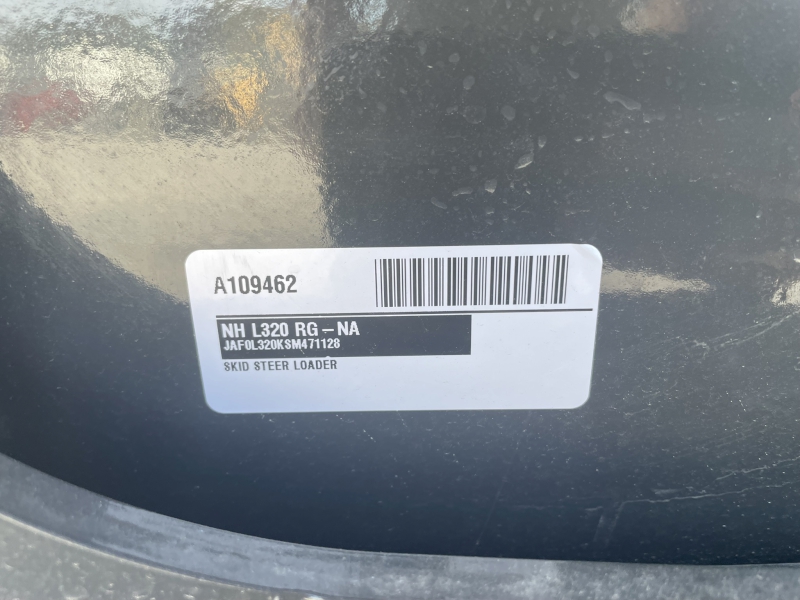 A109462
NH L320 RG-NA
JAF0L320KSM471128
SKID STEER LOADER